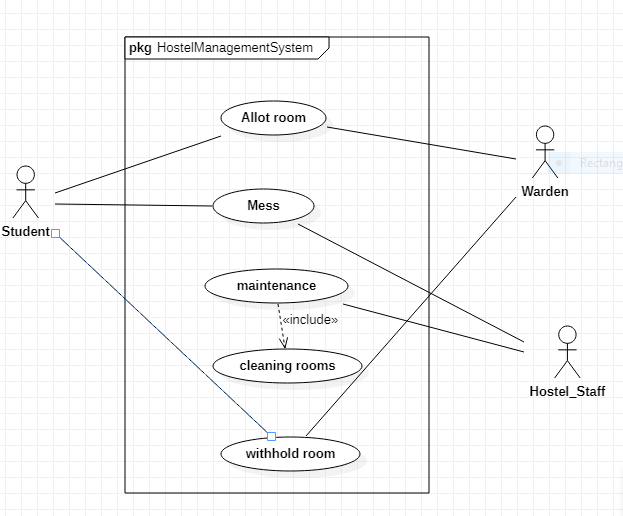 pkg HostelManagementSystem
Allot room
Rectang
Warden
Mess
Student
maintenance
«include»
cleaning rooms
Hostel_Staff
withhold room